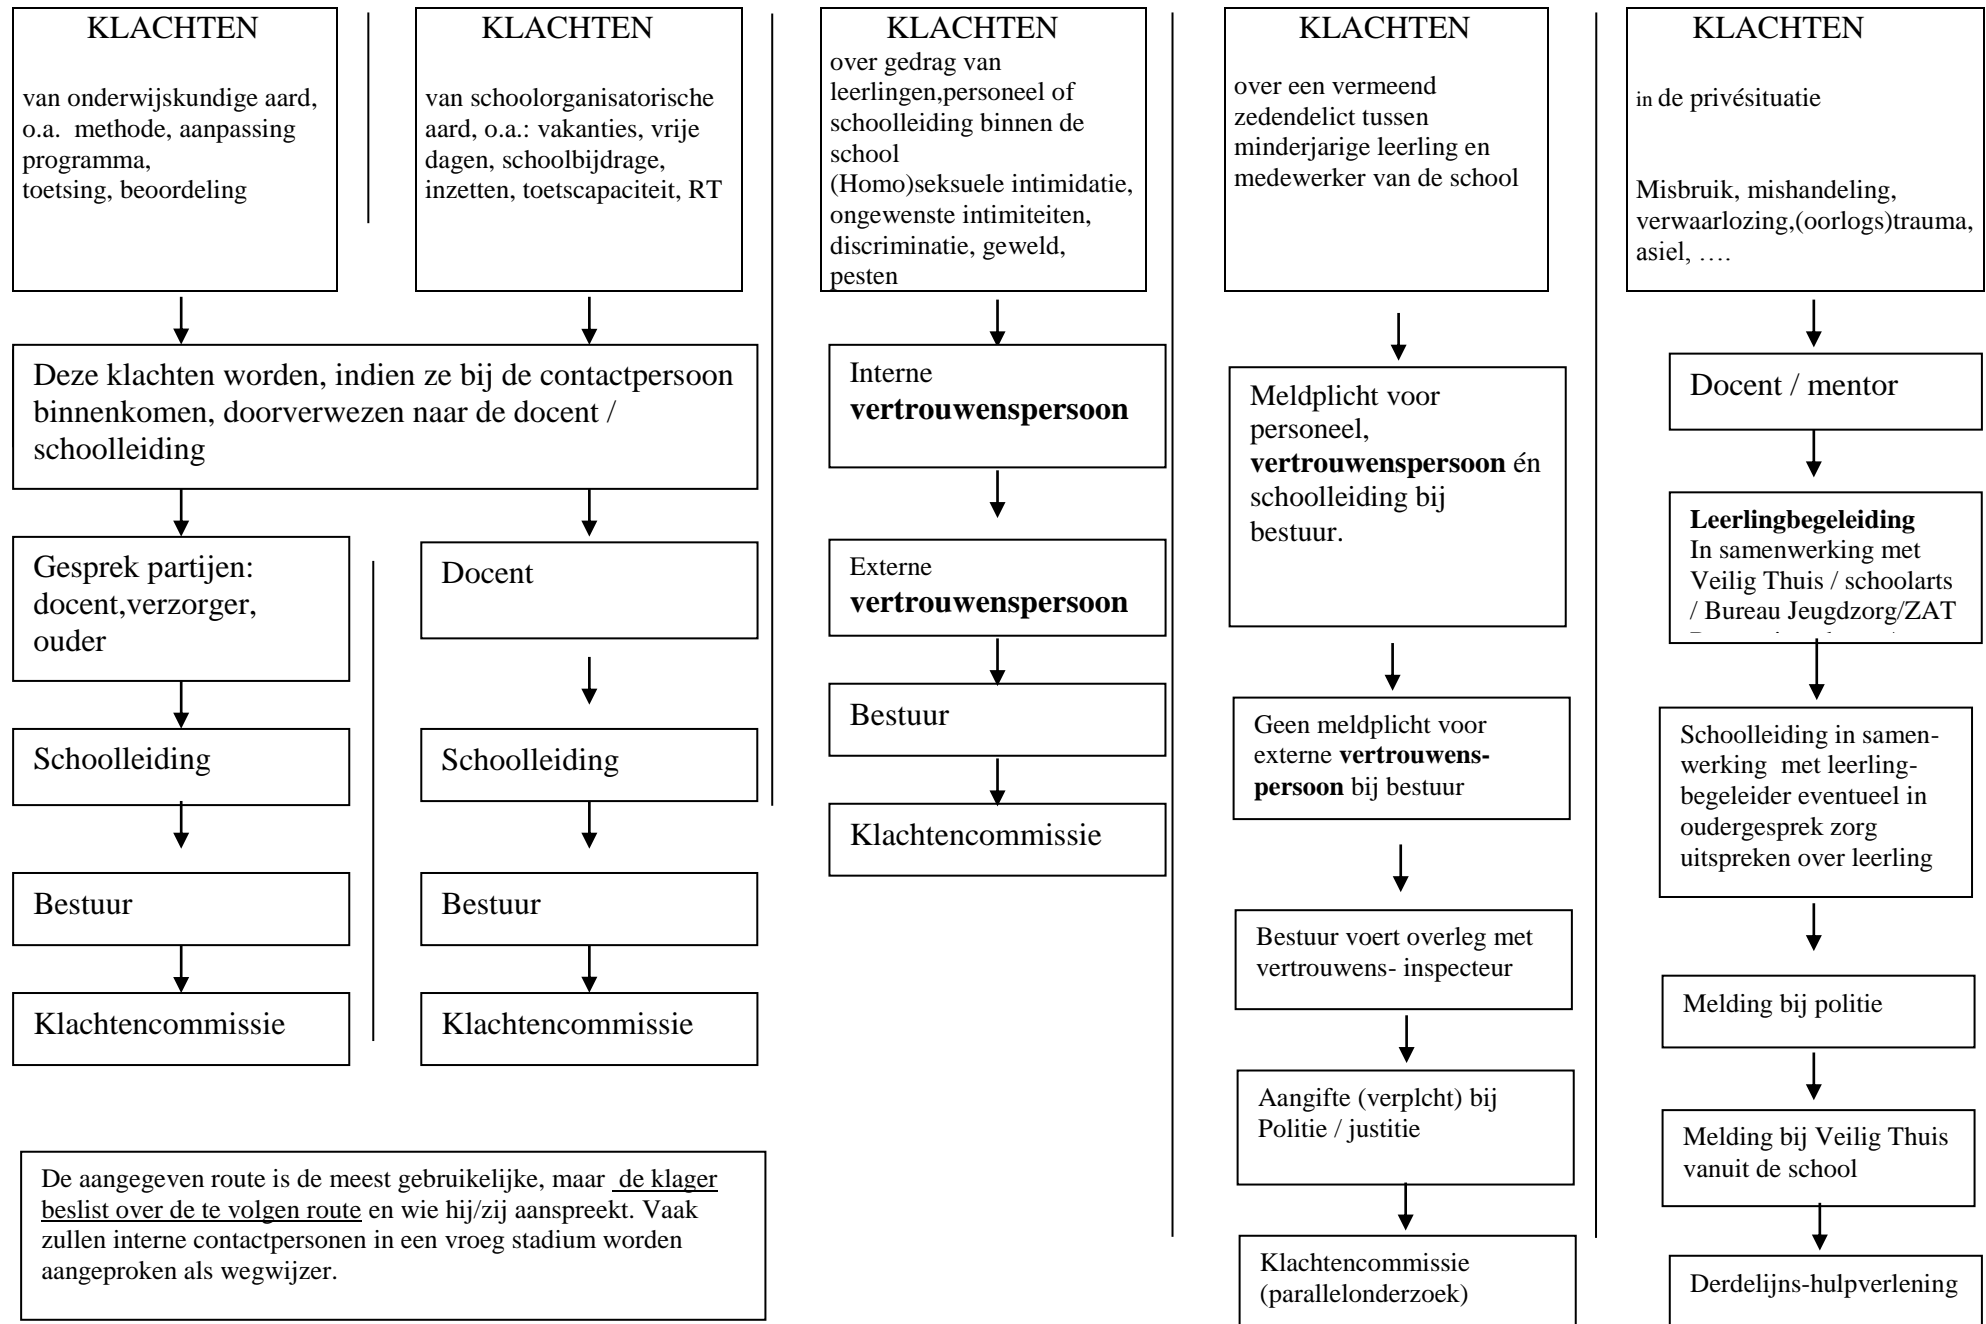 KLACHTEN
van onderwijskundige aard,
o.a. methode, aanpassing
programma,
toetsing, beoordeling
KLACHTEN
van schoolorganisatorische
aard, o.a.: vakanties, vrije
dagen, schoolbijdrage,
inzetten, toetscapaciteit, RT
KLACHTEN
over gedrag van
leerlingen,personeel of
schoolleiding binnen de
school
(Homo)seksuele intimidatie,
ongewenste intimiteiten,
discriminatie, geweld,
pesten
KLACHTEN
over een vermeend
zedendelict tussen
minderjarige leerling en
medewerker van de school
KLACHTEN
in de privésituatie
Misbruik, mishandeling,
verwaarlozing,(oorlogs)trauma,
asiel, ….
Deze klachten worden, indien ze bij de contactpersoon
binnenkomen, doorverwezen naar de docent /
schoolleiding
Gesprek partijen:
docent,verzorger,
ouder
Schoolleiding
Bestuur
Klachtencommissie
Docent
Schoolleiding
Bestuur
Klachtencommissie
Interne
vertrouwenspersoon
Externe
vertrouwenspersoon
Bestuur
Klachtencommissie
Meldplicht voor
personeel,
vertrouwenspersoon én
schoolleiding bij
bestuur.
Geen meldplicht voor
externe vertrouwens-
persoon bij bestuur
Bestuur voert overleg met
vertrouwens- inspecteur
Aangifte (verplcht) bij
Politie / justitie
Klachtencommissie
(parallelonderzoek)
Docent / mentor
Leerlingbegeleiding
In samenwerking met
Veilig Thuis / schoolarts
/ Bureau Jeugdzorg/ZAT
Schoolleiding in samen-
werking met leerling-
begeleider eventueel in
oudergesprek zorg
uitspreken over leerling
Melding bij politie
Melding bij Veilig Thuis
vanuit de school
Derdelijns-hulpverlening
De aangegeven route is de meest gebruikelijke, maar de klager
beslist over de te volgen route en wie hij/zij aanspreekt. Vaak
zullen interne contactpersonen in een vroeg stadium worden
aangeproken als wegwijzer.